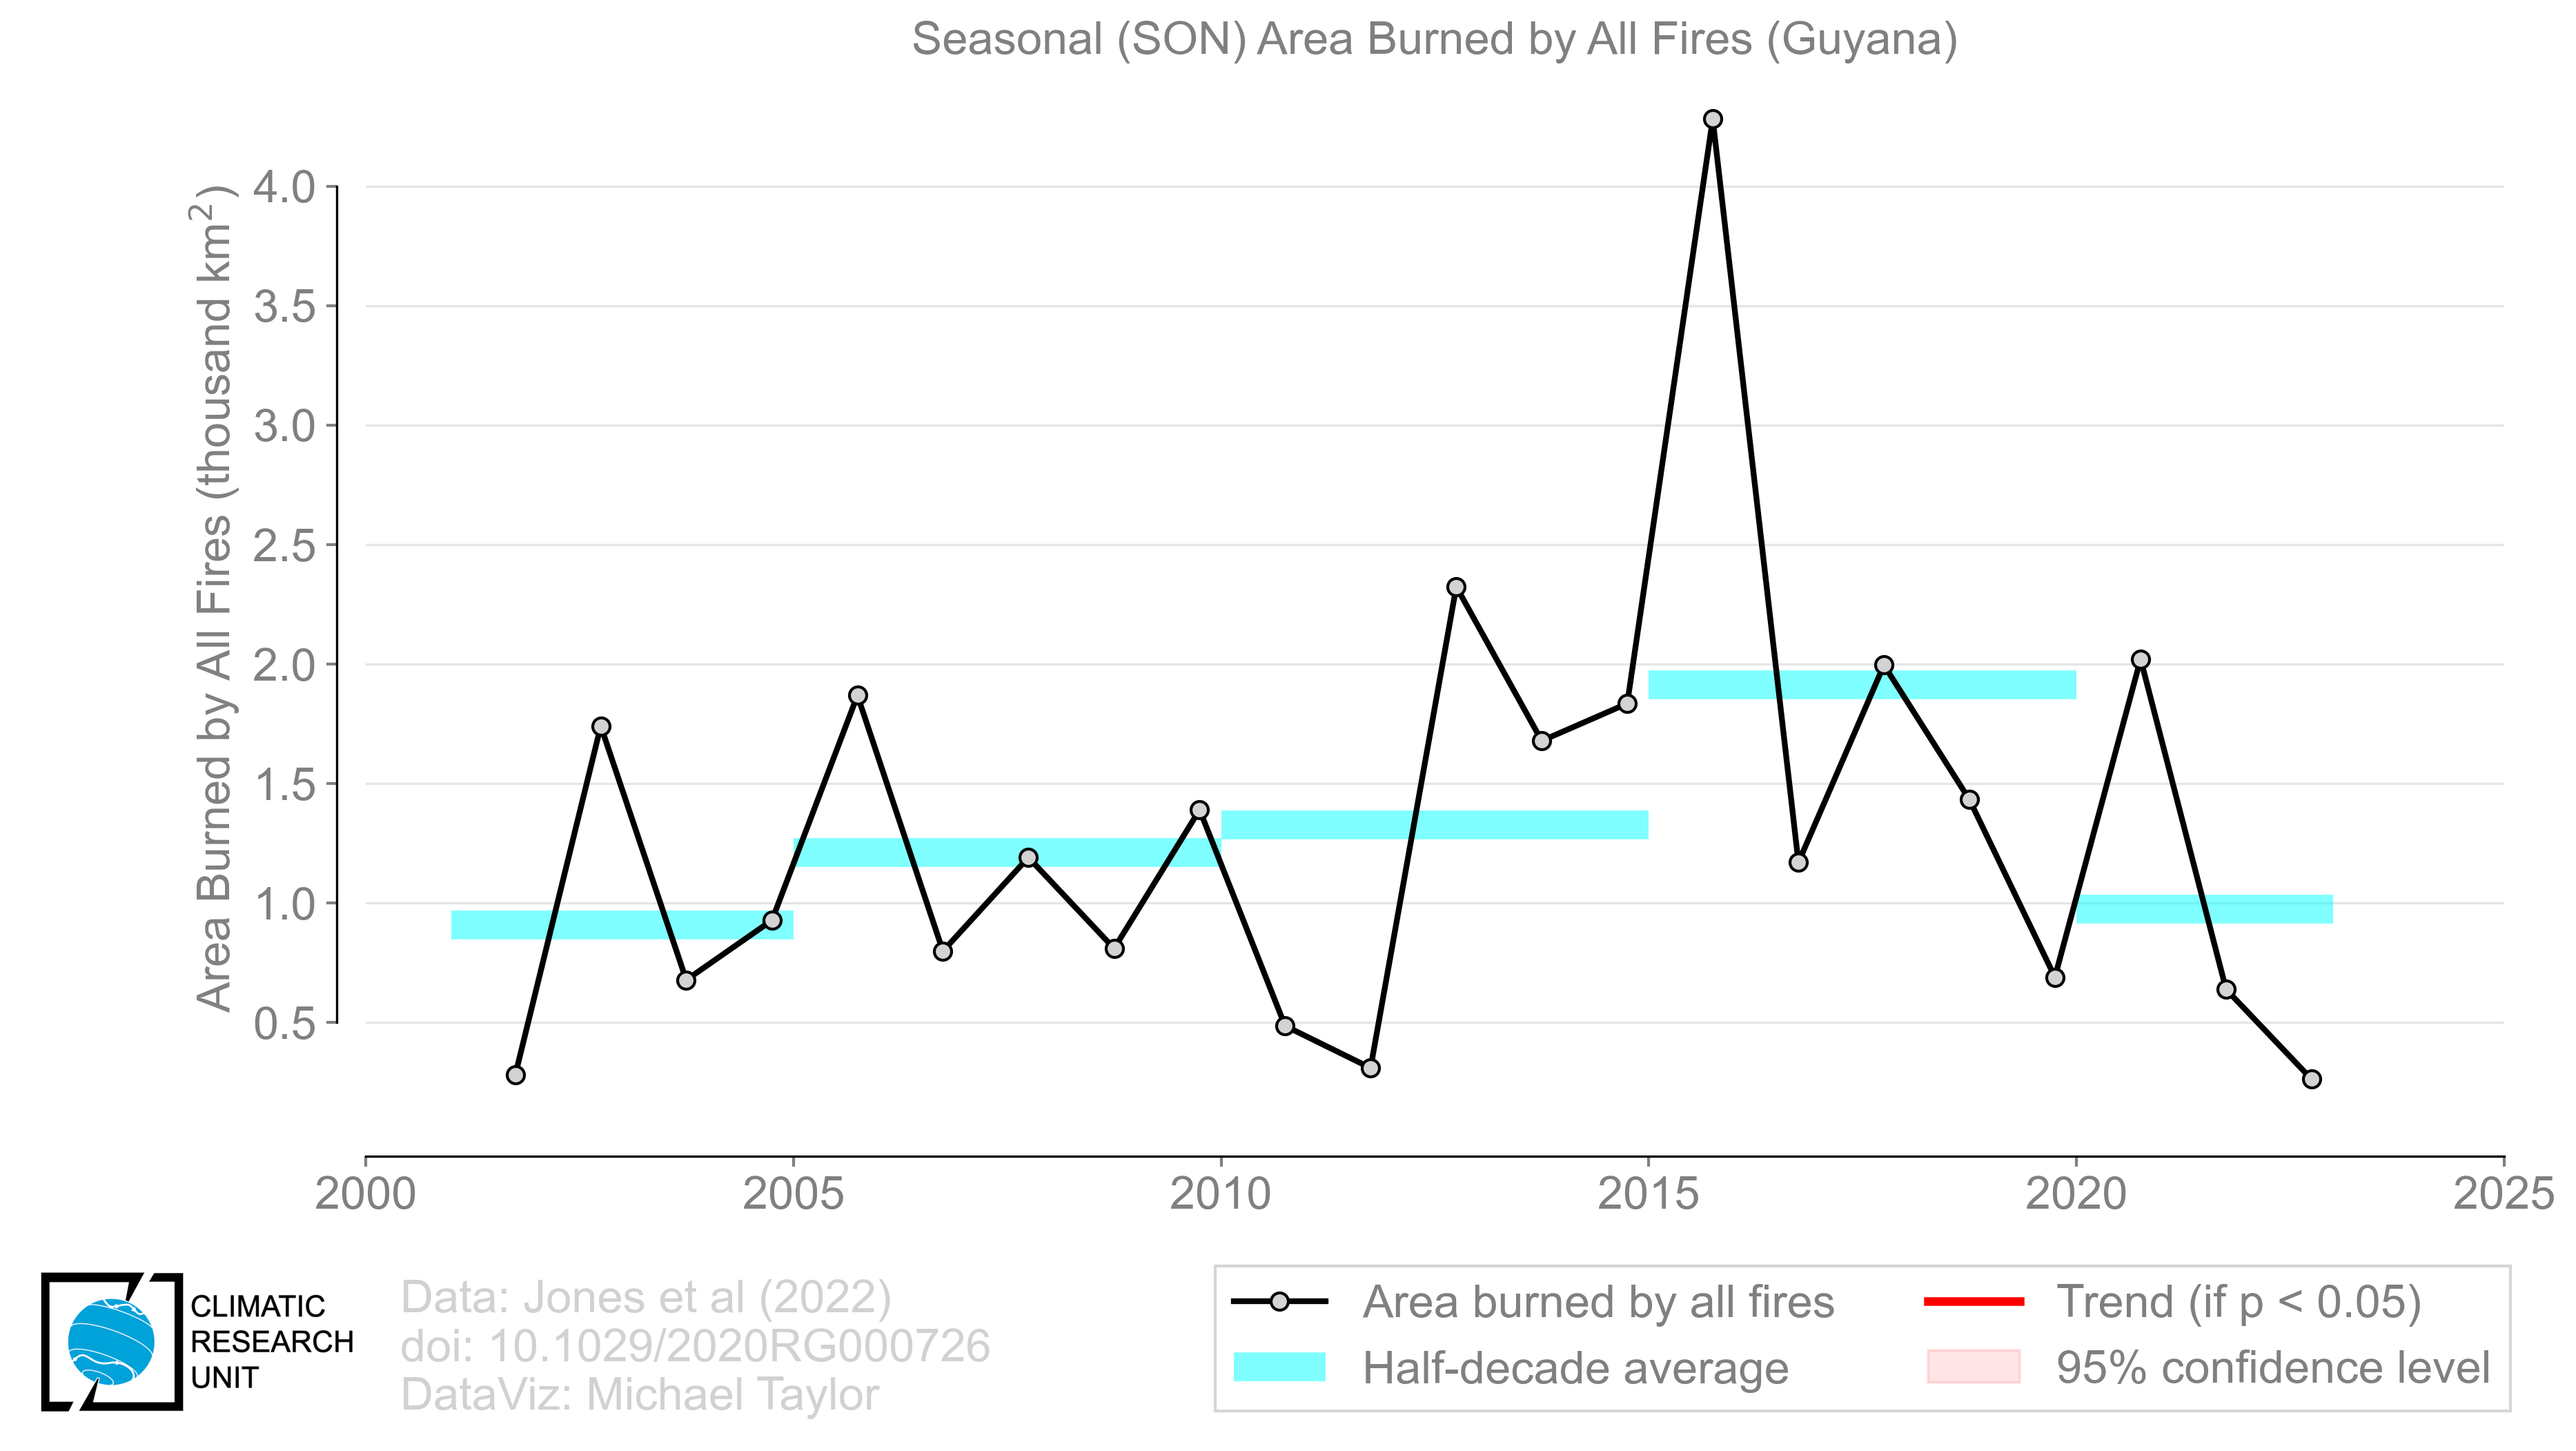 Seasonal (SON) Area Burned by All Fires (Guyana)
Area Burned by All Fires (thousand km²)
4.0
3.5
3.0
2.5
2.0
1.5
1.0
0.5
2000 2005 2010 2015 2020 2025
CLIMATIC
RESEARCH
UNIT
Data: Jones et al (2022)
doi: 10.1029/2020RG000726
DataViz: Michael Taylor
Area burned by all fires
Half-decade average
Trend (if p < 0.05)
95% confidence level